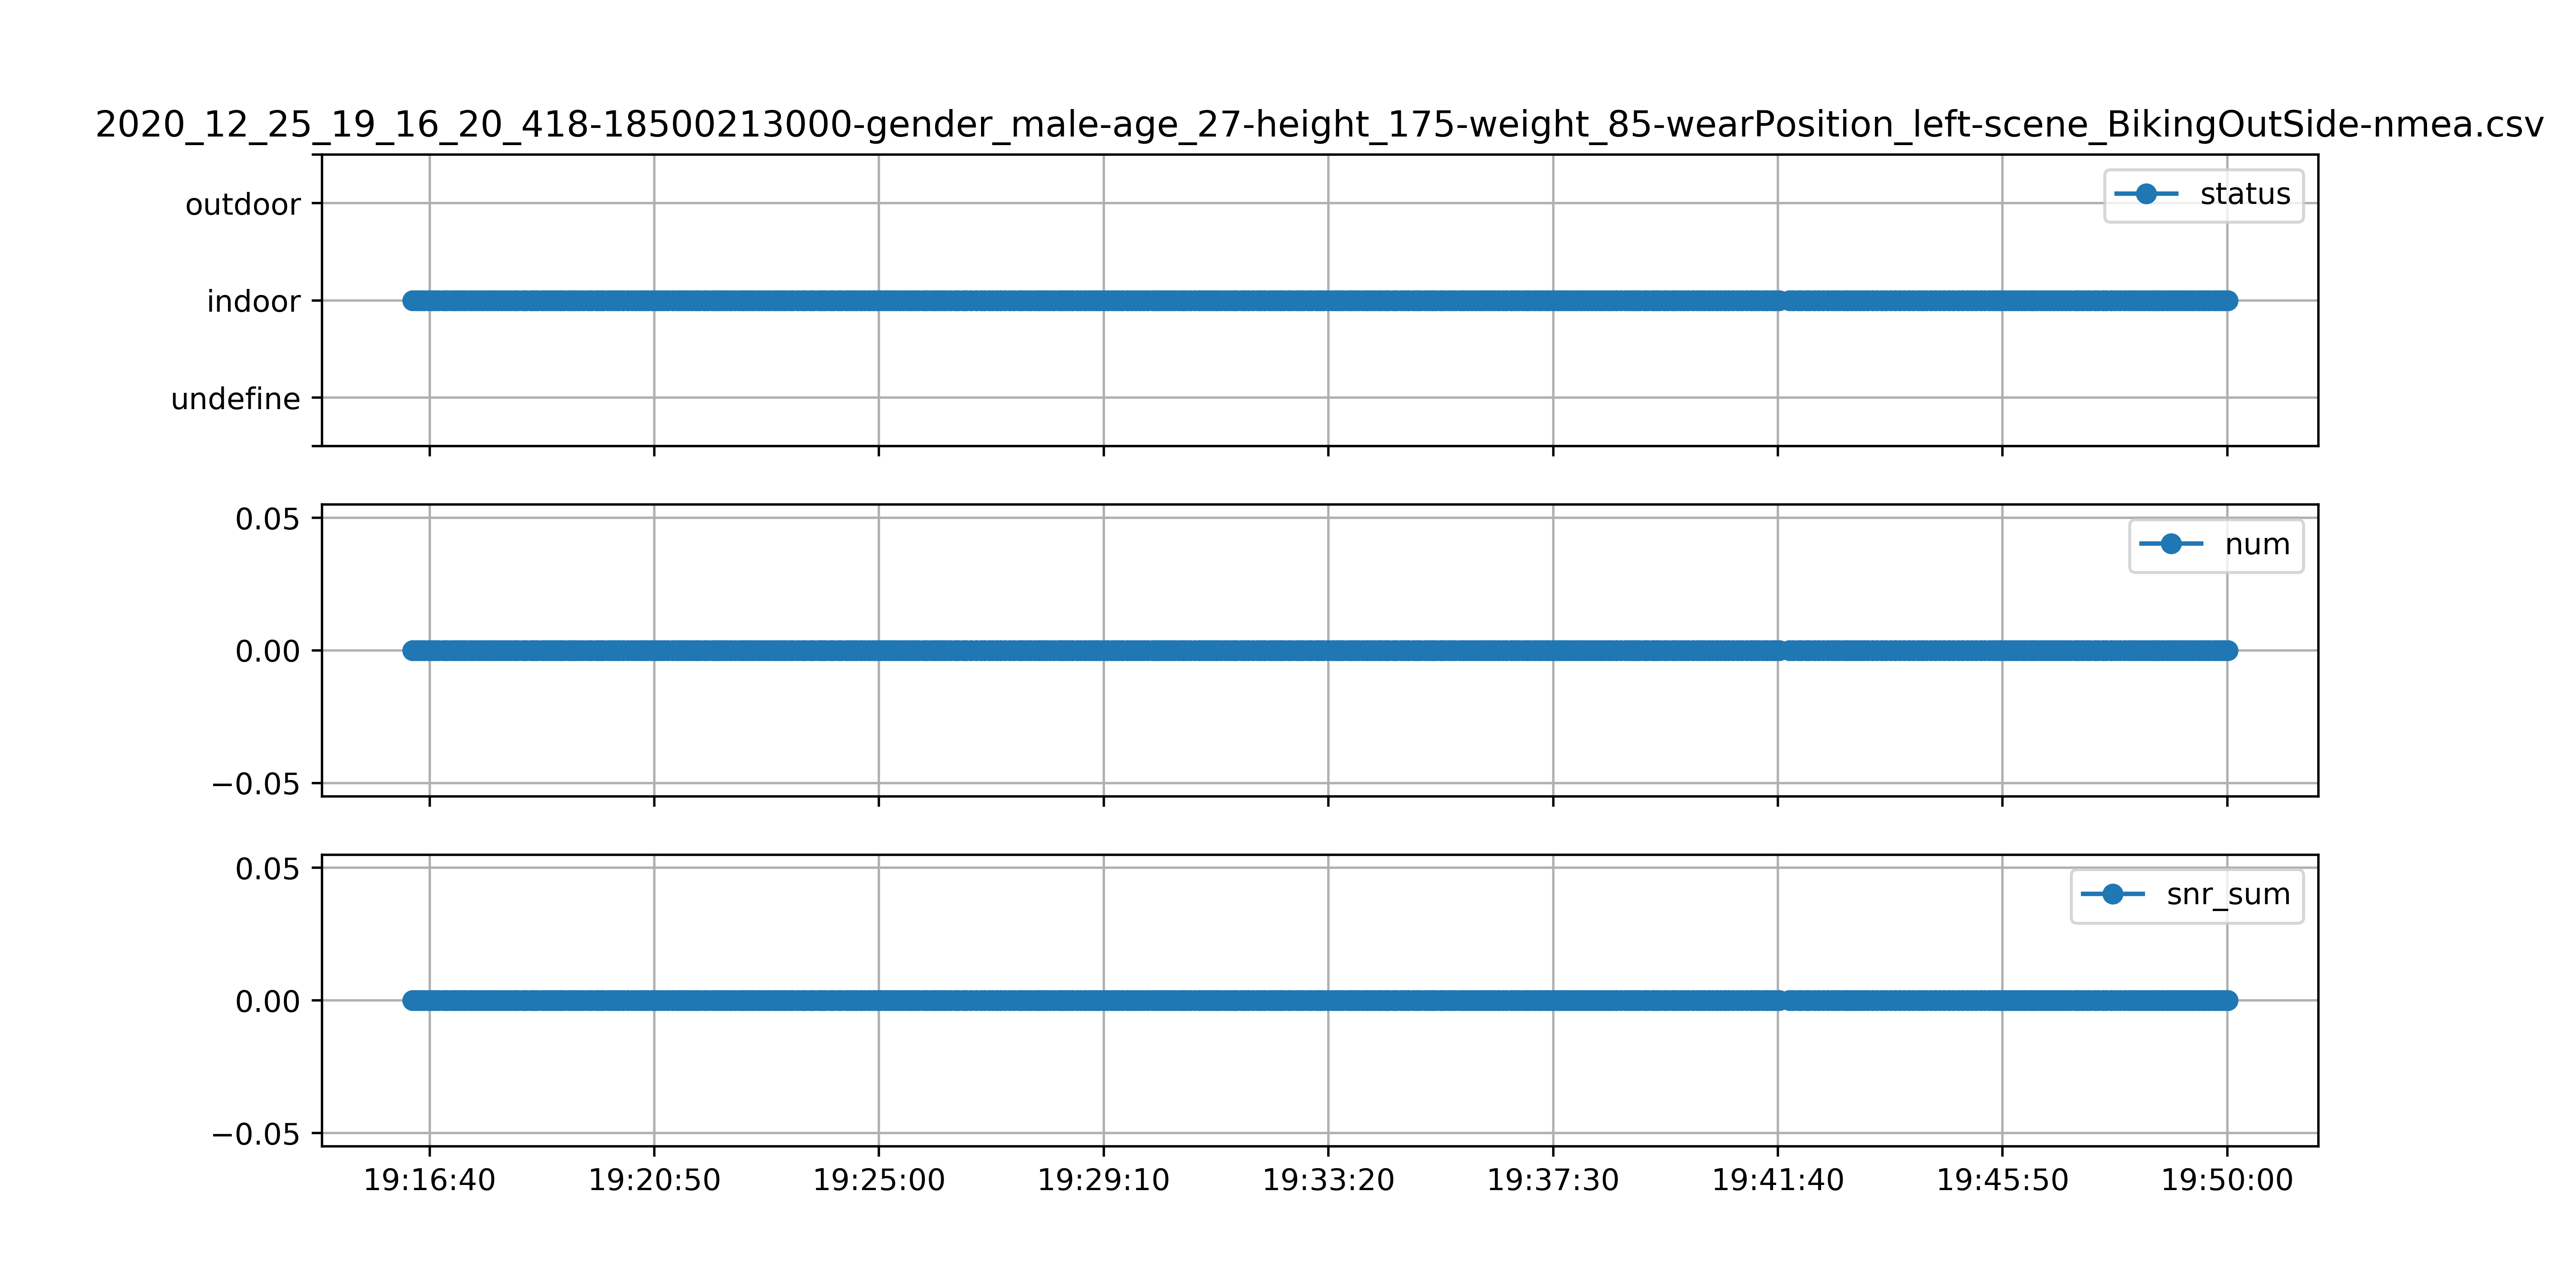 2020_12_25_19_16_20_418-18500213000-gender_male-age_27-height_175-weight_85-wearPosition_left-scene_BikingOutSide-nmea.csv
outdoor
status
indoor
undefine
0.05
num
0.00
−0.05
0.05
snr_sum
0.00
−0.05
19:16:40 19:20:50 19:25:00 19:29:10 19:33:20 19:37:30 19:41:40 19:45:50 19:50:00